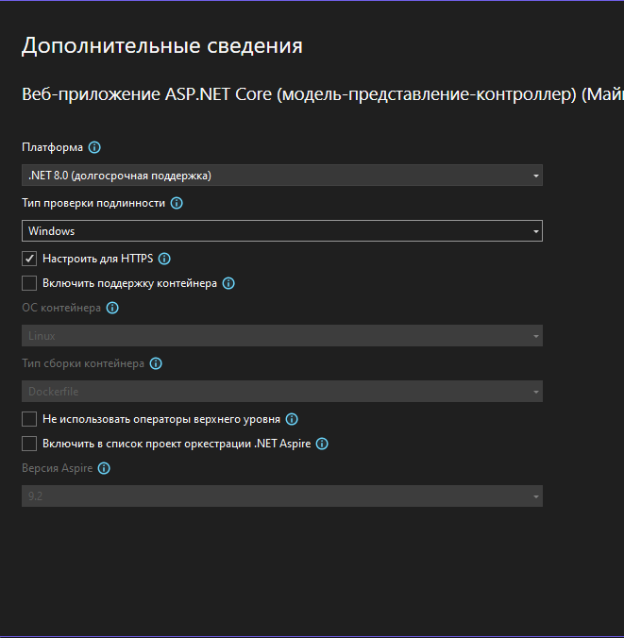 Дополнительные сведения
Веб-приложение ASP.NET Core (модель-представление-контроллер) (Май
Платформа
.NET 8.0 (долгосрочная поддержка)
Тип проверки подлинности
Windows
Настроить для HTTPS
Включить поддержку контейнера
ОС контейнера
Linux
Тип сборки контейнера
Dockerfile
Не использовать операторы верхнего уровня
Включить в список проект оркестрации .NET Aspire
Версия Aspire
9.2